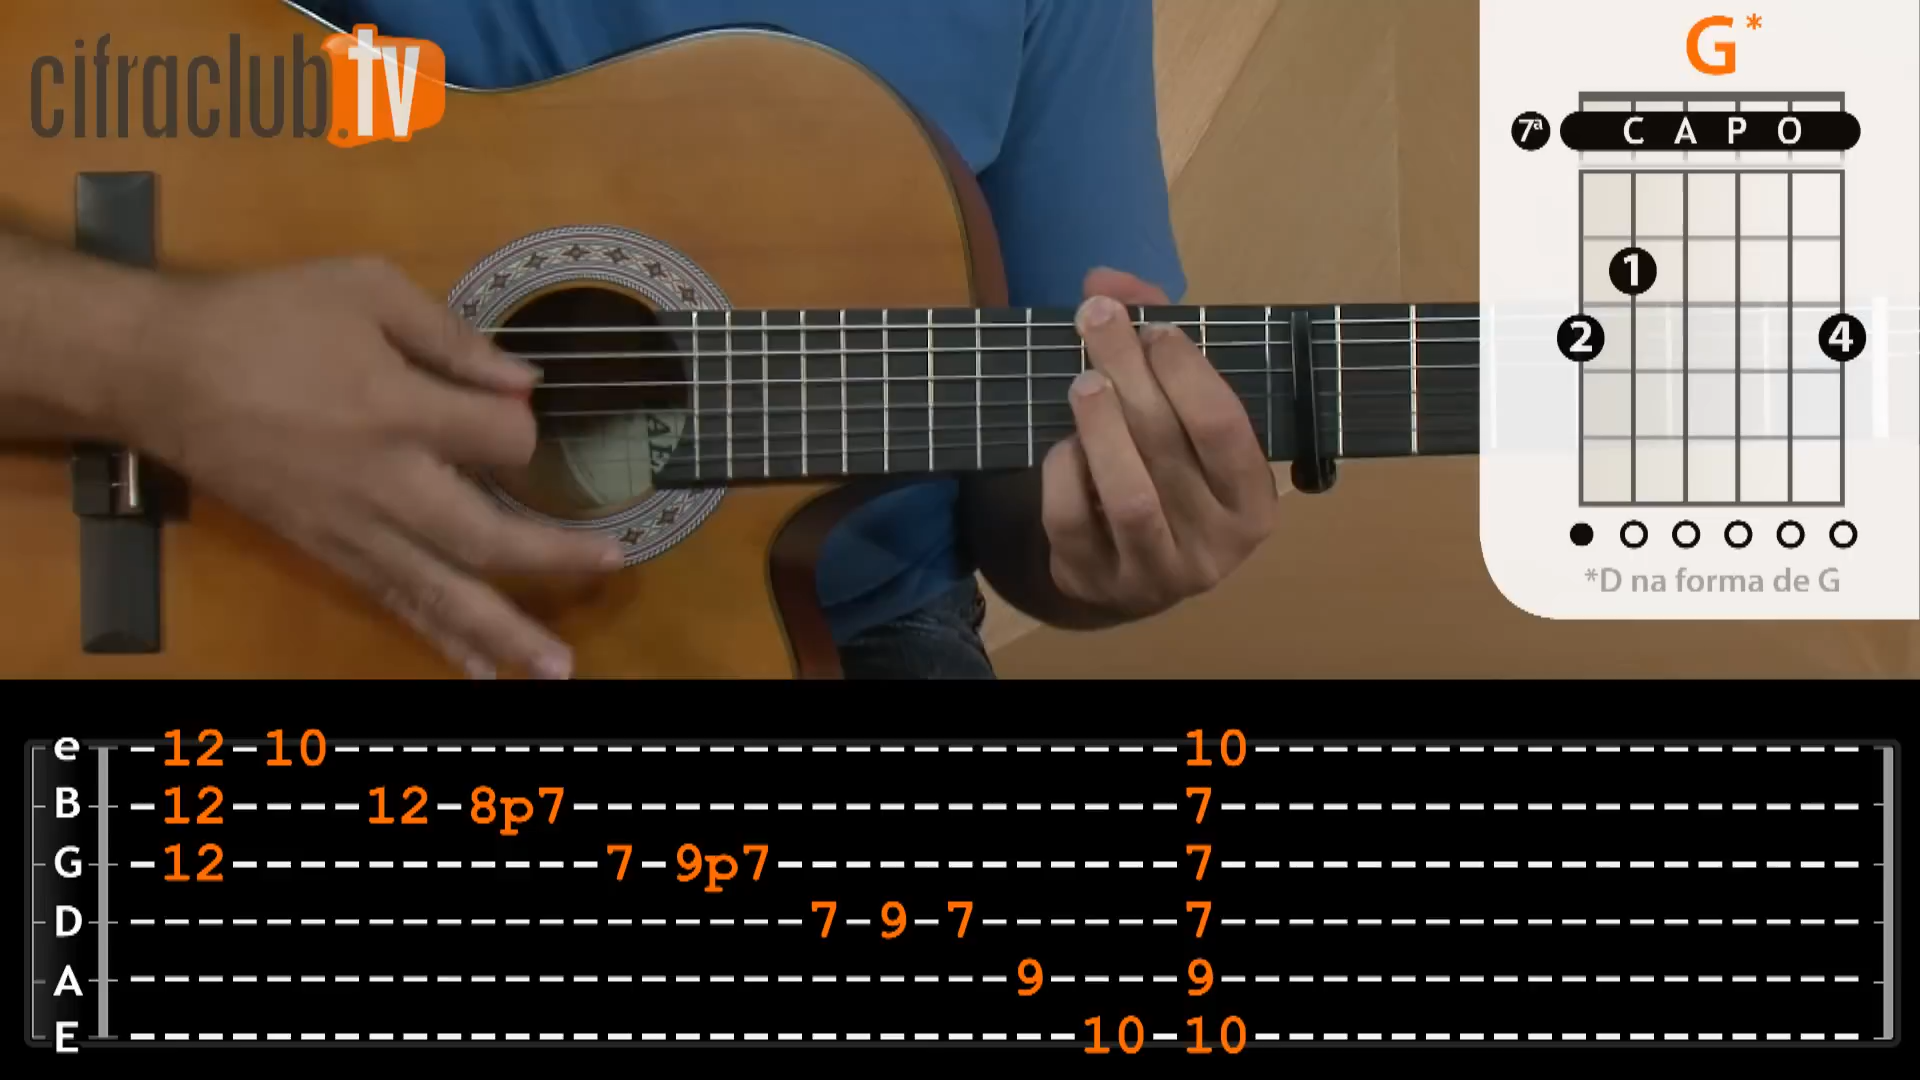 cifraclub.tv
G*
7ª CAPO
1
2 4
*D na forma de G
e 12 10 10
B 12 12 8p7 7
G 12 7 9p7 7
D 7 9 7 7
A 9 9
E 10 10